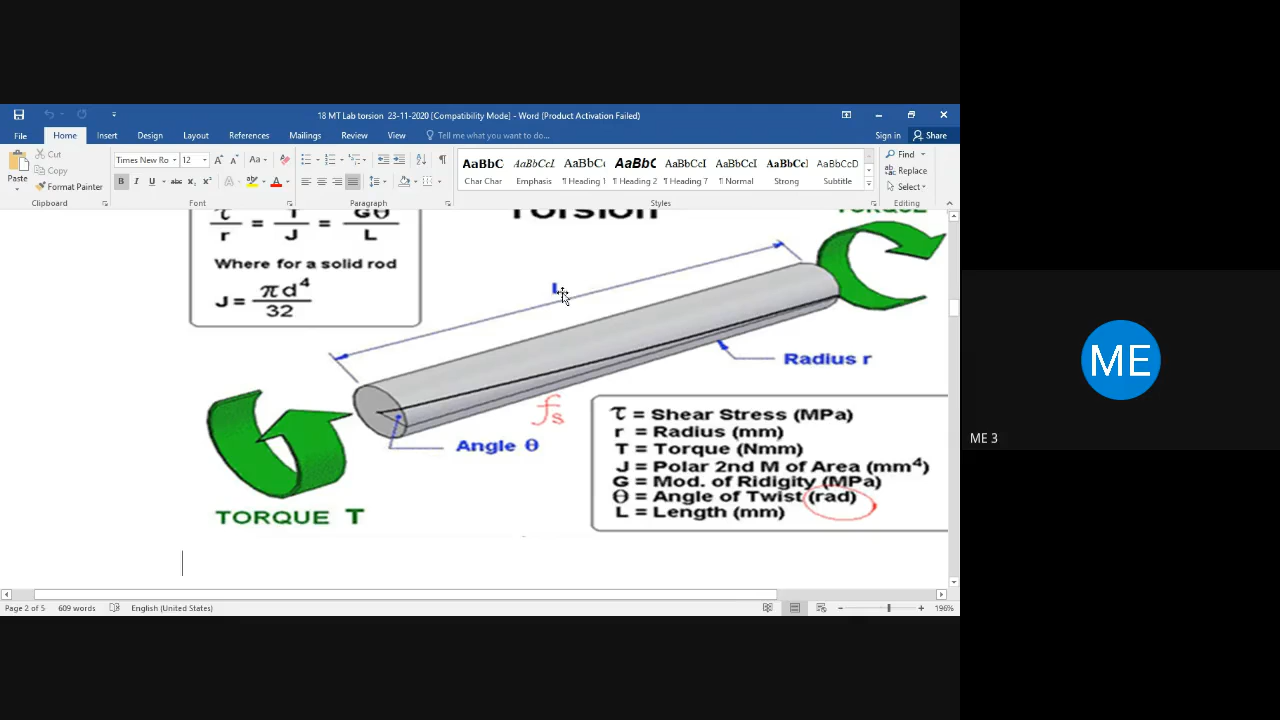 18 MT Lab torsion 23-11-2020 [Compatibility Mode] - Word (Product Activation Failed)
File Home Insert Design Layout References Mailings Review View Tell me what you want to do... Sign in Share
Paste
Cut
Copy
Format Painter
Times New Ro 12
AaBbC Char Char
AaBbCcL Emphasis
AaBbCc ¶ Heading 1
AaBbC ¶ Heading 2
AaBbCcI ¶ Heading 7
AaBbCcI ¶ Normal
AaBbCcI Strong
AaBbCcD Subtitle
Find
Replace
Select
Clipboard Font Paragraph Styles Editing
Torsion
TORQUE
τ/r = T/J = Gθ/L
Where for a solid rod
J = πd⁴/32
L
Radius r
fs
Angle θ
TORQUE T
τ = Shear Stress (MPa)
r = Radius (mm)
T = Torque (Nmm)
J = Polar 2nd M of Area (mm⁴)
G = Mod. of Ridigity (MPa)
θ = Angle of Twist (rad)
L = Length (mm)
Page 2 of 5 609 words English (United States) 196%
ME
ME 3